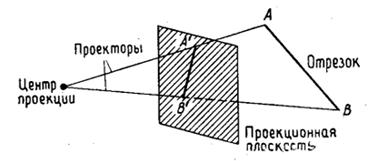 Проекторы
A
A'
Отрезок
Центр
проекции
B'
B
Проекционная
плоскость